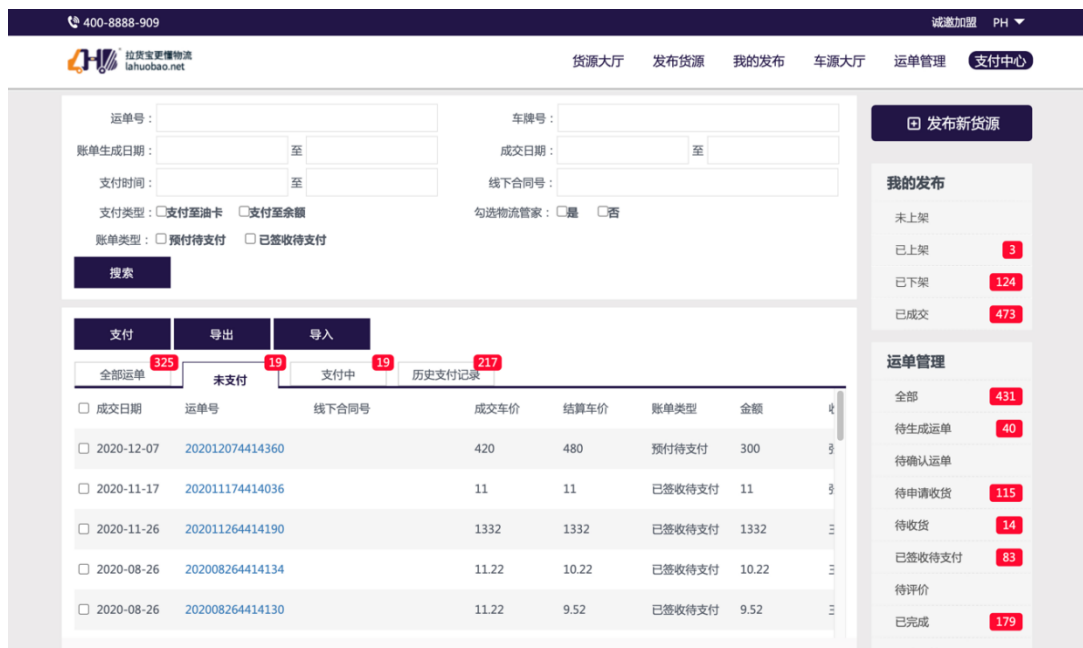 400-8888-909 诚邀加盟 PH
拉货宝更懂物流
lahuobao.net
货源大厅 发布货源 我的发布 车源大厅 运单管理 支付中心
运单号： 车牌号：
账单生成日期： 至 成交日期： 至
支付时间： 至 线下合同号：
支付类型： 支付至油卡 支付至余额 勾选物流管家： 是 否
账单类型： 预付待支付 已签收待支付
搜索
支付 导出 导入
全部运单 325 未支付 19 支付中 19 历史支付记录 217
成交日期 运单号 线下合同号 成交车价 结算车价 账单类型 金额
2020-12-07 202012074414360 420 480 预付待支付 300
2020-11-17 202011174414036 11 11 已签收待支付 11
2020-11-26 202011264414190 1332 1332 已签收待支付 1332
2020-08-26 202008264414134 11.22 10.22 已签收待支付 10.22
2020-08-26 202008264414130 11.22 9.52 已签收待支付 9.52
发布新货源
我的发布
未上架
已上架 3
已下架 124
已成交 473
运单管理
全部 431
待生成运单 40
待确认运单
待申请收货 115
待收货 14
已签收待支付 83
待评价
已完成 179